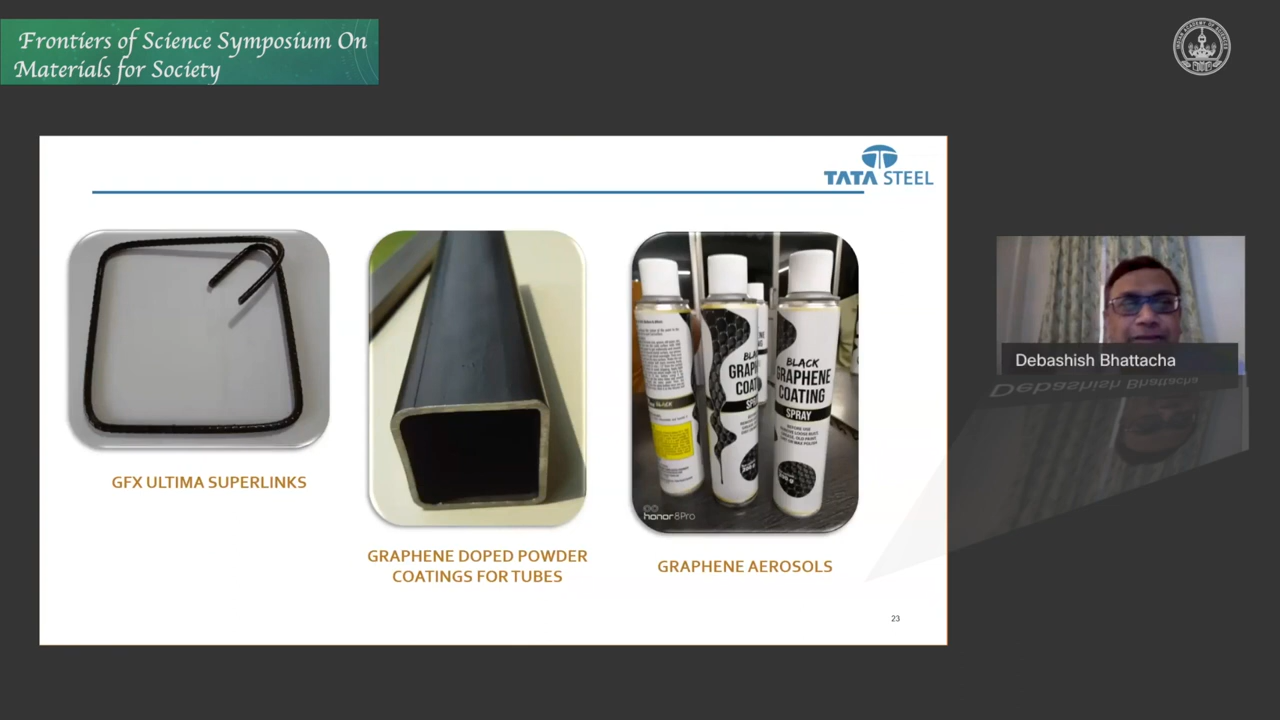 Frontiers of Science Symposium On
Materials for Society
TATA STEEL
GFX ULTIMA SUPERLINKS
GRAPHENE DOPED POWDER
COATINGS FOR TUBES
BLACK
GRAPHENE
COATING
SPRAY
honor 8Pro
GRAPHENE AEROSOLS
23
Debashish Bhattacha